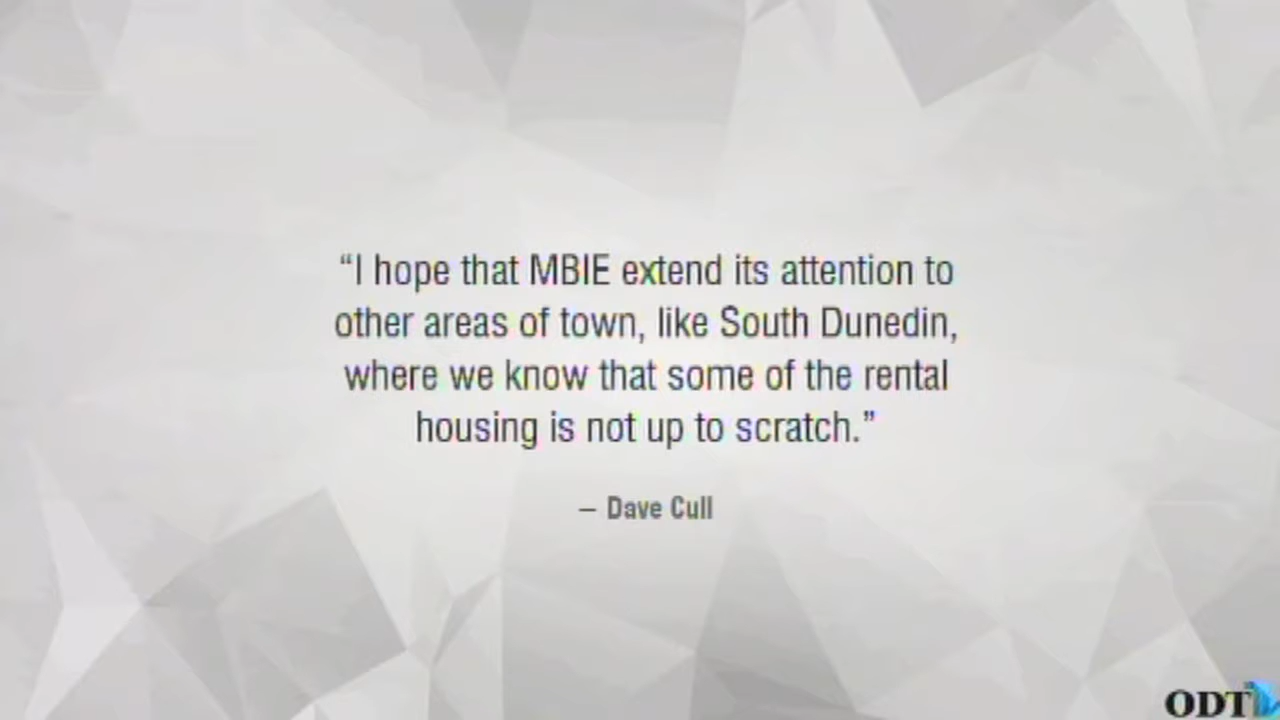 “I hope that MBIE extend its attention to
other areas of town, like South Dunedin,
where we know that some of the rental
housing is not up to scratch.”
– Dave Cull
ODT